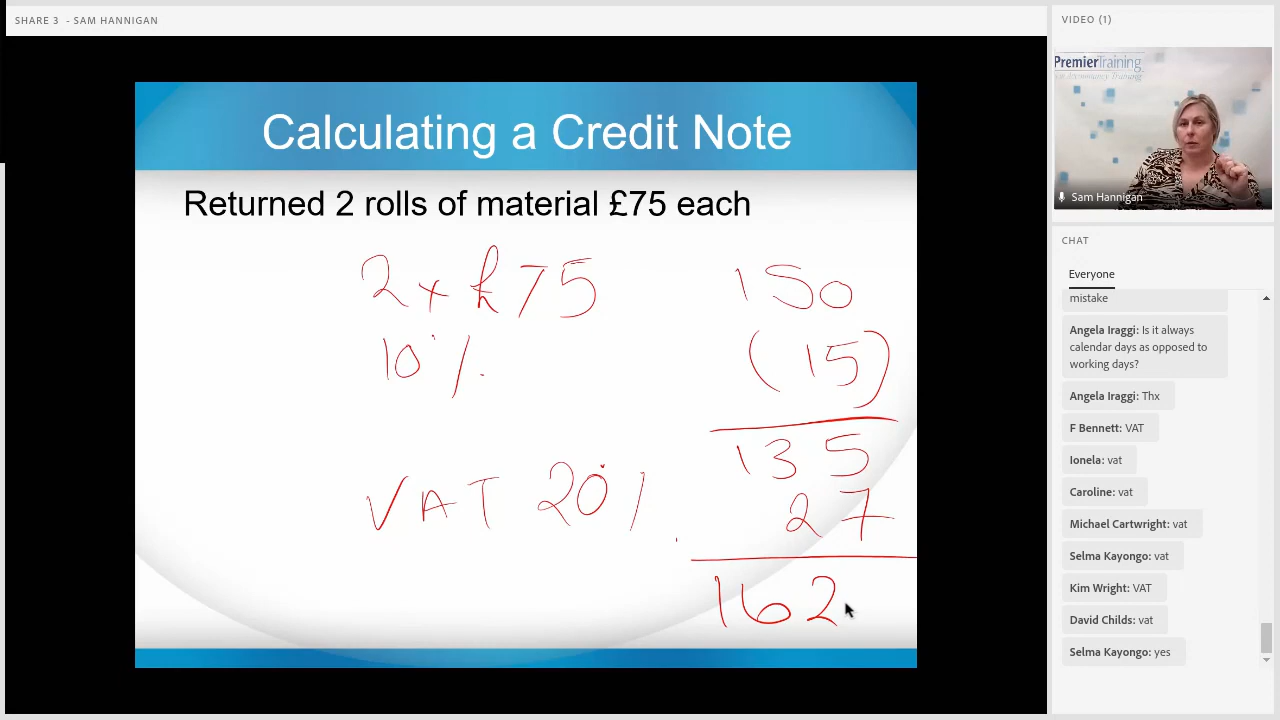 SHARE 3 - SAM HANNIGAN
Calculating a Credit Note
Returned 2 rolls of material £75 each
2 x £75 150
10% (15)
135
VAT 20% 27
162
VIDEO (1)
PremierTraining
Sam Hannigan
CHAT
Everyone
mistake
Angela Iraggi: Is it always
calendar days as opposed to
working days?
Angela Iraggi: Thx
F Bennett: VAT
Ionela: vat
Caroline: vat
Michael Cartwright: vat
Selma Kayongo: vat
Kim Wright: VAT
David Childs: vat
Selma Kayongo: yes